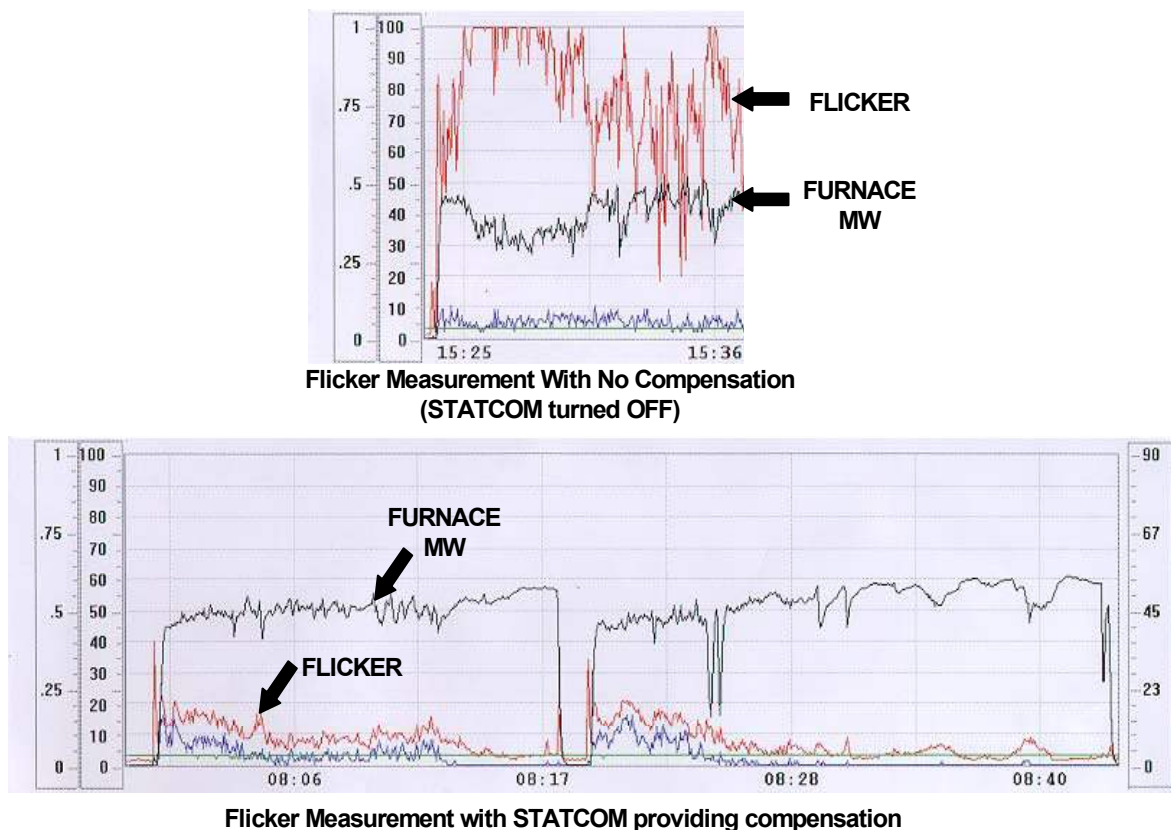 1 100
90
80
.75
70
60
.5 50
40
30
.25
20
10
0 0
15:25 15:36
FLICKER
FURNACE
MW
Flicker Measurement With No Compensation
(STATCOM turned OFF)
1 100 90
90
80
.75 67
70
60
.5 50 45
40
30
.25 23
20
10
0 0 0
FURNACE
MW
FLICKER
08:06 08:17 08:28 08:40
Flicker Measurement with STATCOM providing compensation